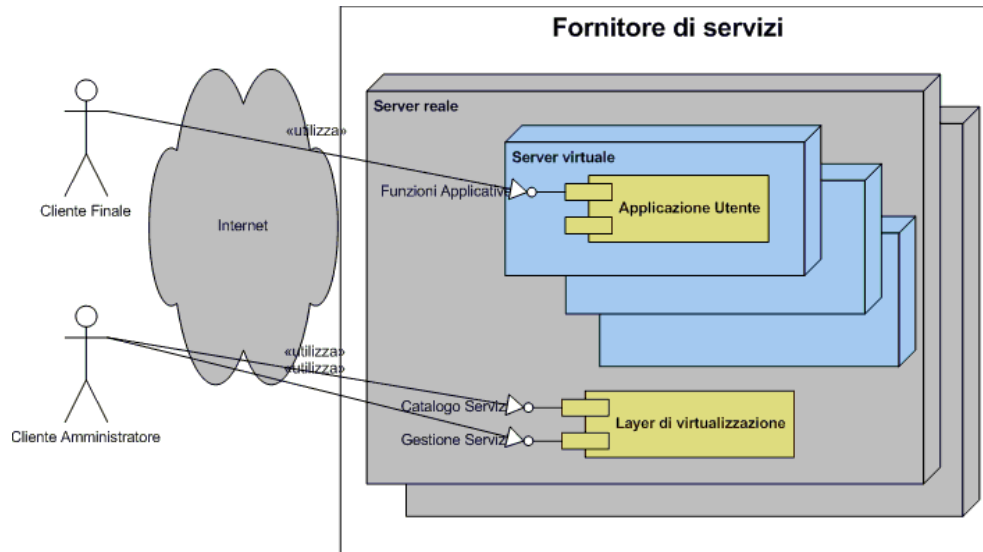 Fornitore di servizi
Server reale
«utilizza»
Server virtuale
Funzioni Applicative
Applicazione Utente
Cliente Finale
Internet
«utilizza»
«utilizza»
Catalogo Servizi
Layer di virtualizzazione
Cliente Amministratore
Gestione Servizi